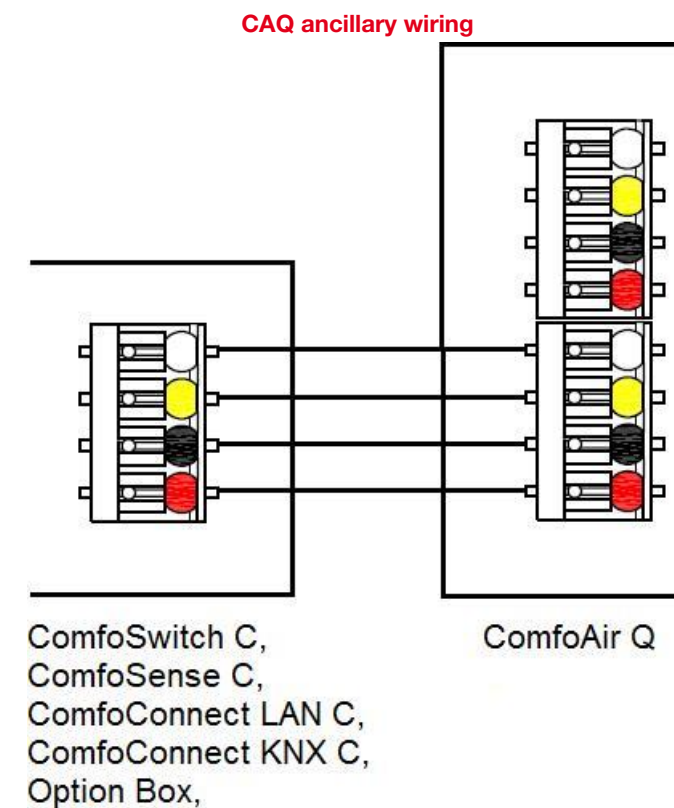 CAQ ancillary wiring
ComfoSwitch C,
ComfoSense C,
ComfoConnect LAN C,
ComfoConnect KNX C,
Option Box,
ComfoAir Q